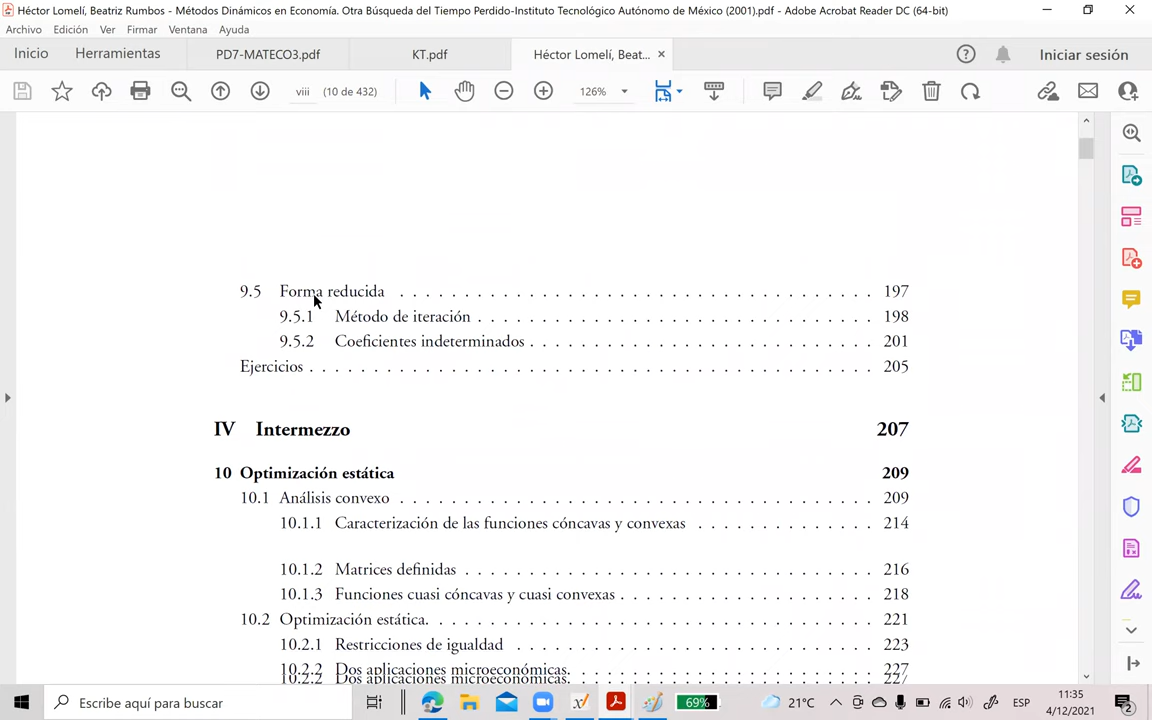 Héctor Lomelí, Beatriz Rumbos - Métodos Dinámicos en Economía. Otra Búsqueda del Tiempo Perdido-Instituto Tecnológico Autónomo de México (2001).pdf - Adobe Acrobat Reader DC (64-bit)
Archivo Edición Ver Firmar Ventana Ayuda
Inicio Herramientas PD7-MATECO3.pdf KT.pdf Héctor Lomelí, Beat... × Iniciar sesión
viii (10 de 432) 126%
9.5 Forma reducida . . . . . . . . . . . . . . . . . . . . . . . . . . . . . . 197
9.5.1 Método de iteración . . . . . . . . . . . . . . . . . . . . . . . . . 198
9.5.2 Coeficientes indeterminados . . . . . . . . . . . . . . . . . . . . . . 201
Ejercicios . . . . . . . . . . . . . . . . . . . . . . . . . . . . . . . . . . 205
IV Intermezzo 207
10 Optimización estática 209
10.1 Análisis convexo . . . . . . . . . . . . . . . . . . . . . . . . . . . . . 209
10.1.1 Caracterización de las funciones cóncavas y convexas . . . . . . . . . . . 214
10.1.2 Matrices definidas . . . . . . . . . . . . . . . . . . . . . . . . . . 216
10.1.3 Funciones cuasi cóncavas y cuasi convexas . . . . . . . . . . . . . . . 218
10.2 Optimización estática. . . . . . . . . . . . . . . . . . . . . . . . . . . 221
10.2.1 Restricciones de igualdad . . . . . . . . . . . . . . . . . . . . . . . 223
10.2.2 Dos aplicaciones microeconómicas. . . . . . . . . . . . . . . . . . . . 227
Escribe aquí para buscar 69% 21°C ESP 11:35
4/12/2021 2